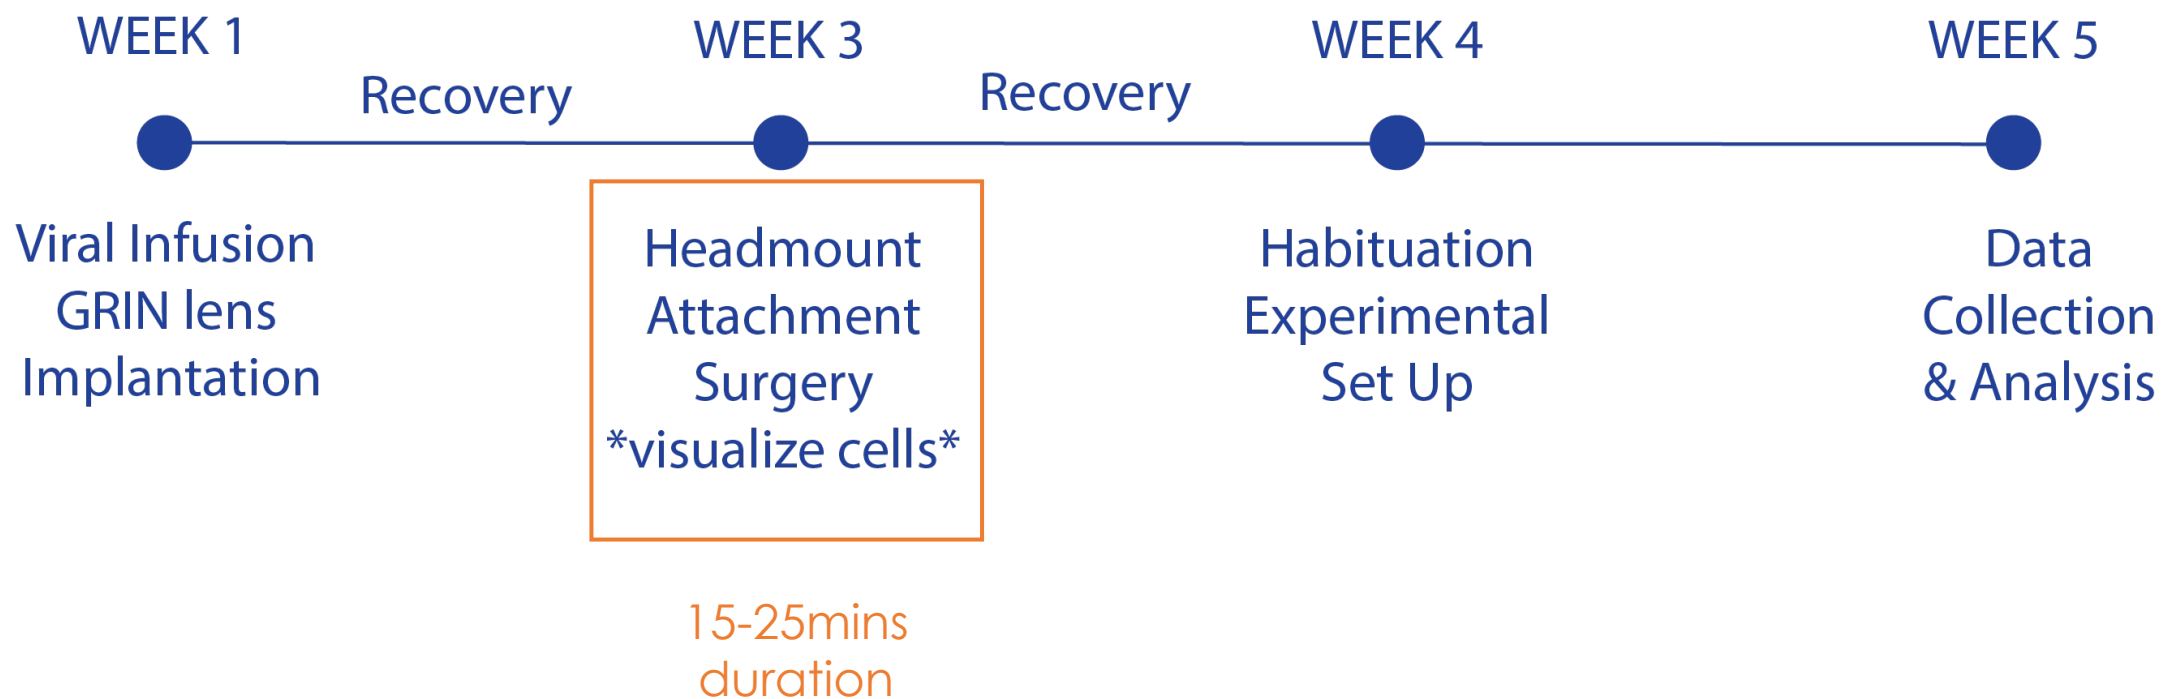 WEEK 1
WEEK 3
WEEK 4
WEEK 5
Recovery
Recovery
Viral Infusion
GRIN lens
Implantation
Headmount
Attachment
Surgery
*visualize cells*
Habituation
Experimental
Set Up
Data
Collection
& Analysis
15-25mins
duration